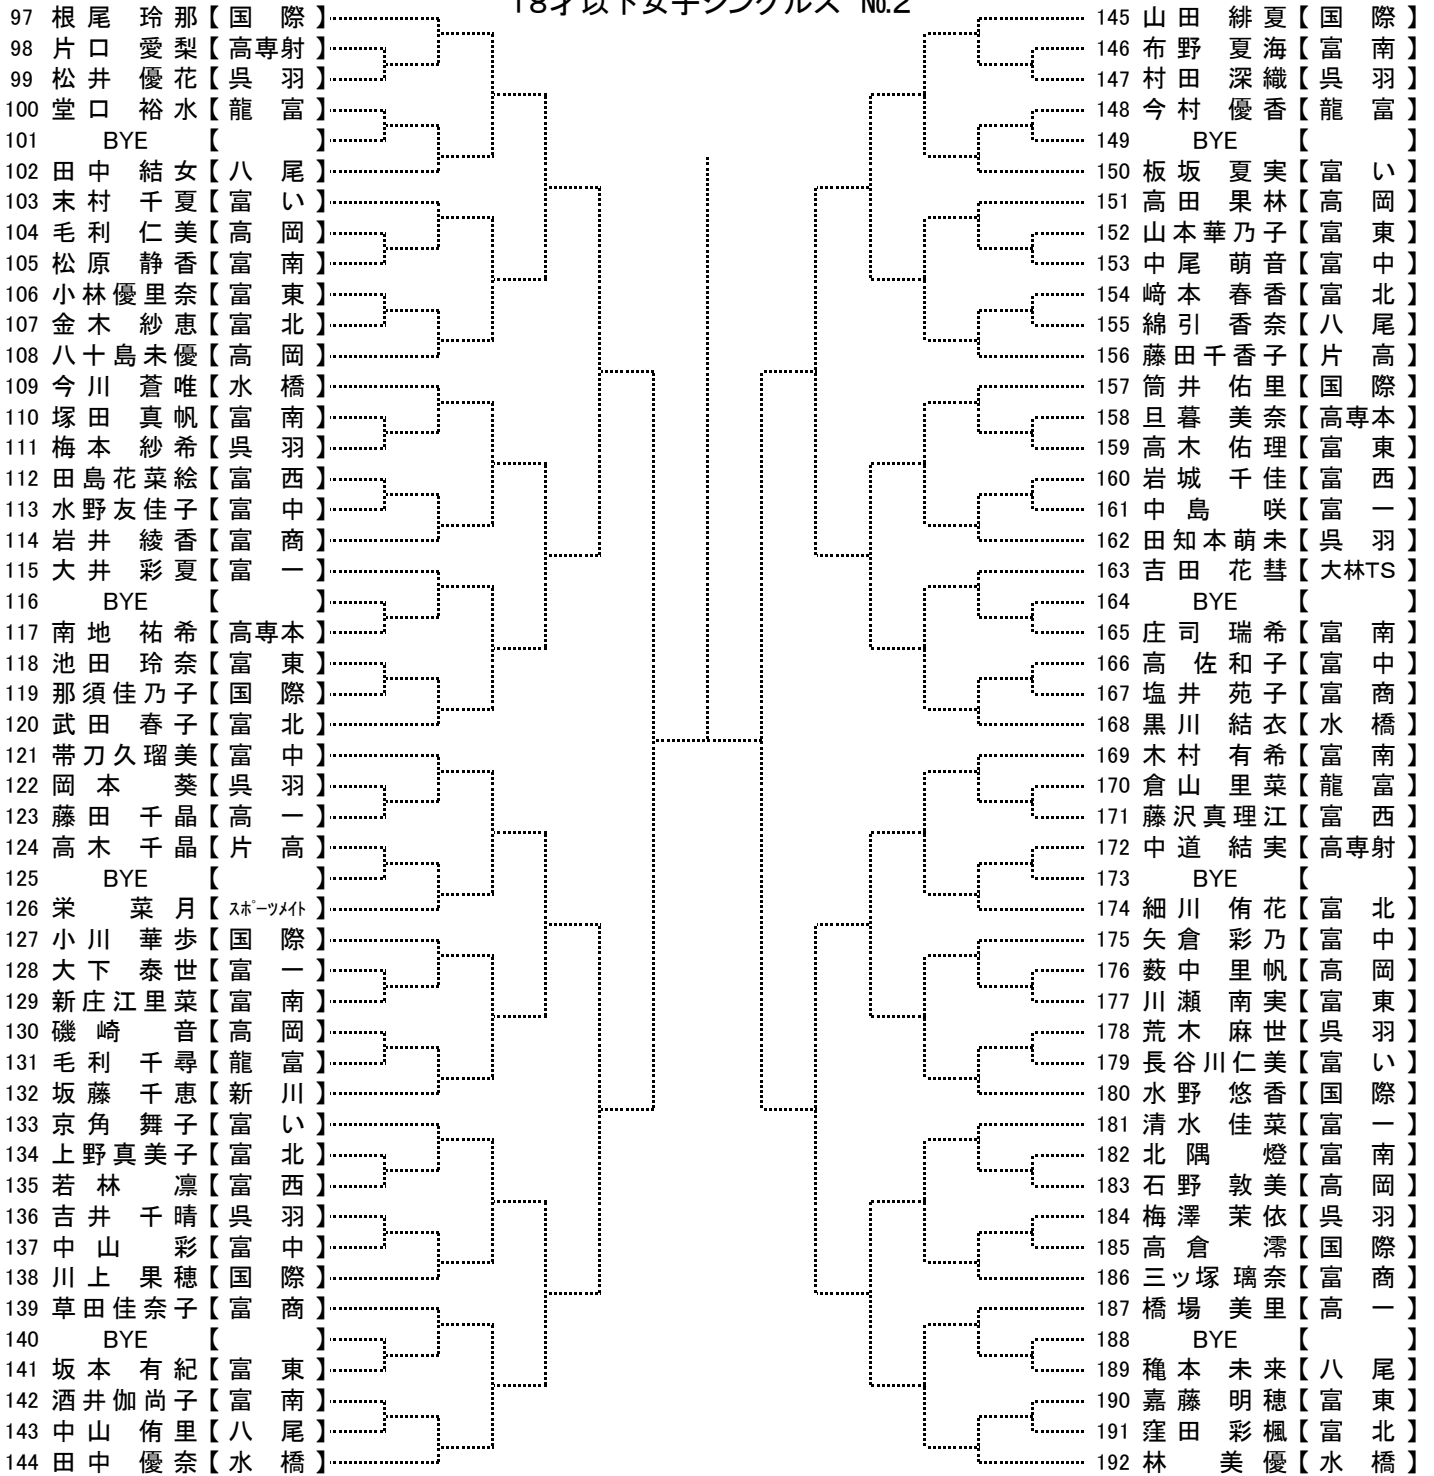 18才以下女子シングルス №2
97 根尾 玲那【国 際】
98 片口 愛梨【高専射】
99 松井 優花【呉 羽】
100 堂口 裕水【龍 富】
101 BYE 【 】
102 田中 結女【八 尾】
103 末村 千夏【富 い】
104 毛利 仁美【高 岡】
105 松原 静香【富 南】
106 小林優里奈【富 東】
107 金木 紗恵【富 北】
108 八十島未優【高 岡】
109 今川 蒼唯【水 橋】
110 塚田 真帆【富 南】
111 梅本 紗希【呉 羽】
112 田島花菜絵【富 西】
113 水野友佳子【富 中】
114 岩井 綾香【富 商】
115 大井 彩夏【富 一】
116 BYE 【 】
117 南地 祐希【高専本】
118 池田 玲奈【富 東】
119 那須佳乃子【国 際】
120 武田 春子【富 北】
121 帯刀久瑠美【富 中】
122 岡本 葵【呉 羽】
123 藤田 千晶【高 一】
124 高木 千晶【片 高】
125 BYE 【 】
126 栄 菜月【スポーツメイト】
127 小川 華歩【国 際】
128 大下 泰世【富 一】
129 新庄江里菜【富 南】
130 磯崎 音【高 岡】
131 毛利 千尋【龍 富】
132 坂藤 千恵【新 川】
133 京角 舞子【富 い】
134 上野真美子【富 北】
135 若林 凛【富 西】
136 吉井 千晴【呉 羽】
137 中山 彩【富 中】
138 川上 果穂【国 際】
139 草田佳奈子【富 商】
140 BYE 【 】
141 坂本 有紀【富 東】
142 酒井伽尚子【富 南】
143 中山 侑里【八 尾】
144 田中 優奈【水 橋】
145 山田 緋夏【国 際】
146 布野 夏海【富 南】
147 村田 深織【呉 羽】
148 今村 優香【龍 富】
149 BYE 【 】
150 板坂 夏実【富 い】
151 高田 果林【高 岡】
152 山本華乃子【富 東】
153 中尾 萌音【富 中】
154 﨑本 春香【富 北】
155 綿引 香奈【八 尾】
156 藤田千香子【片 高】
157 筒井 佑里【国 際】
158 旦暮 美奈【高専本】
159 高木 佑理【富 東】
160 岩城 千佳【富 西】
161 中島 咲【富 一】
162 田知本萌未【呉 羽】
163 吉田 花彗【大林TS】
164 BYE 【 】
165 庄司 瑞希【富 南】
166 高 佐和子【富 中】
167 塩井 苑子【富 商】
168 黒川 結衣【水 橋】
169 木村 有希【富 南】
170 倉山 里菜【龍 富】
171 藤沢真理江【富 西】
172 中道 結実【高専射】
173 BYE 【 】
174 細川 侑花【富 北】
175 矢倉 彩乃【富 中】
176 薮中 里帆【高 岡】
177 川瀬 南実【富 東】
178 荒木 麻世【呉 羽】
179 長谷川仁美【富 い】
180 水野 悠香【国 際】
181 清水 佳菜【富 一】
182 北隅 燈【富 南】
183 石野 敦美【高 岡】
184 梅澤 茉依【呉 羽】
185 高倉 澪【国 際】
186 三ッ塚 璃奈【富 商】
187 橋場 美里【高 一】
188 BYE 【 】
189 龝本 未来【八 尾】
190 嘉藤 明穂【富 東】
191 窪田 彩楓【富 北】
192 林 美優【水 橋】